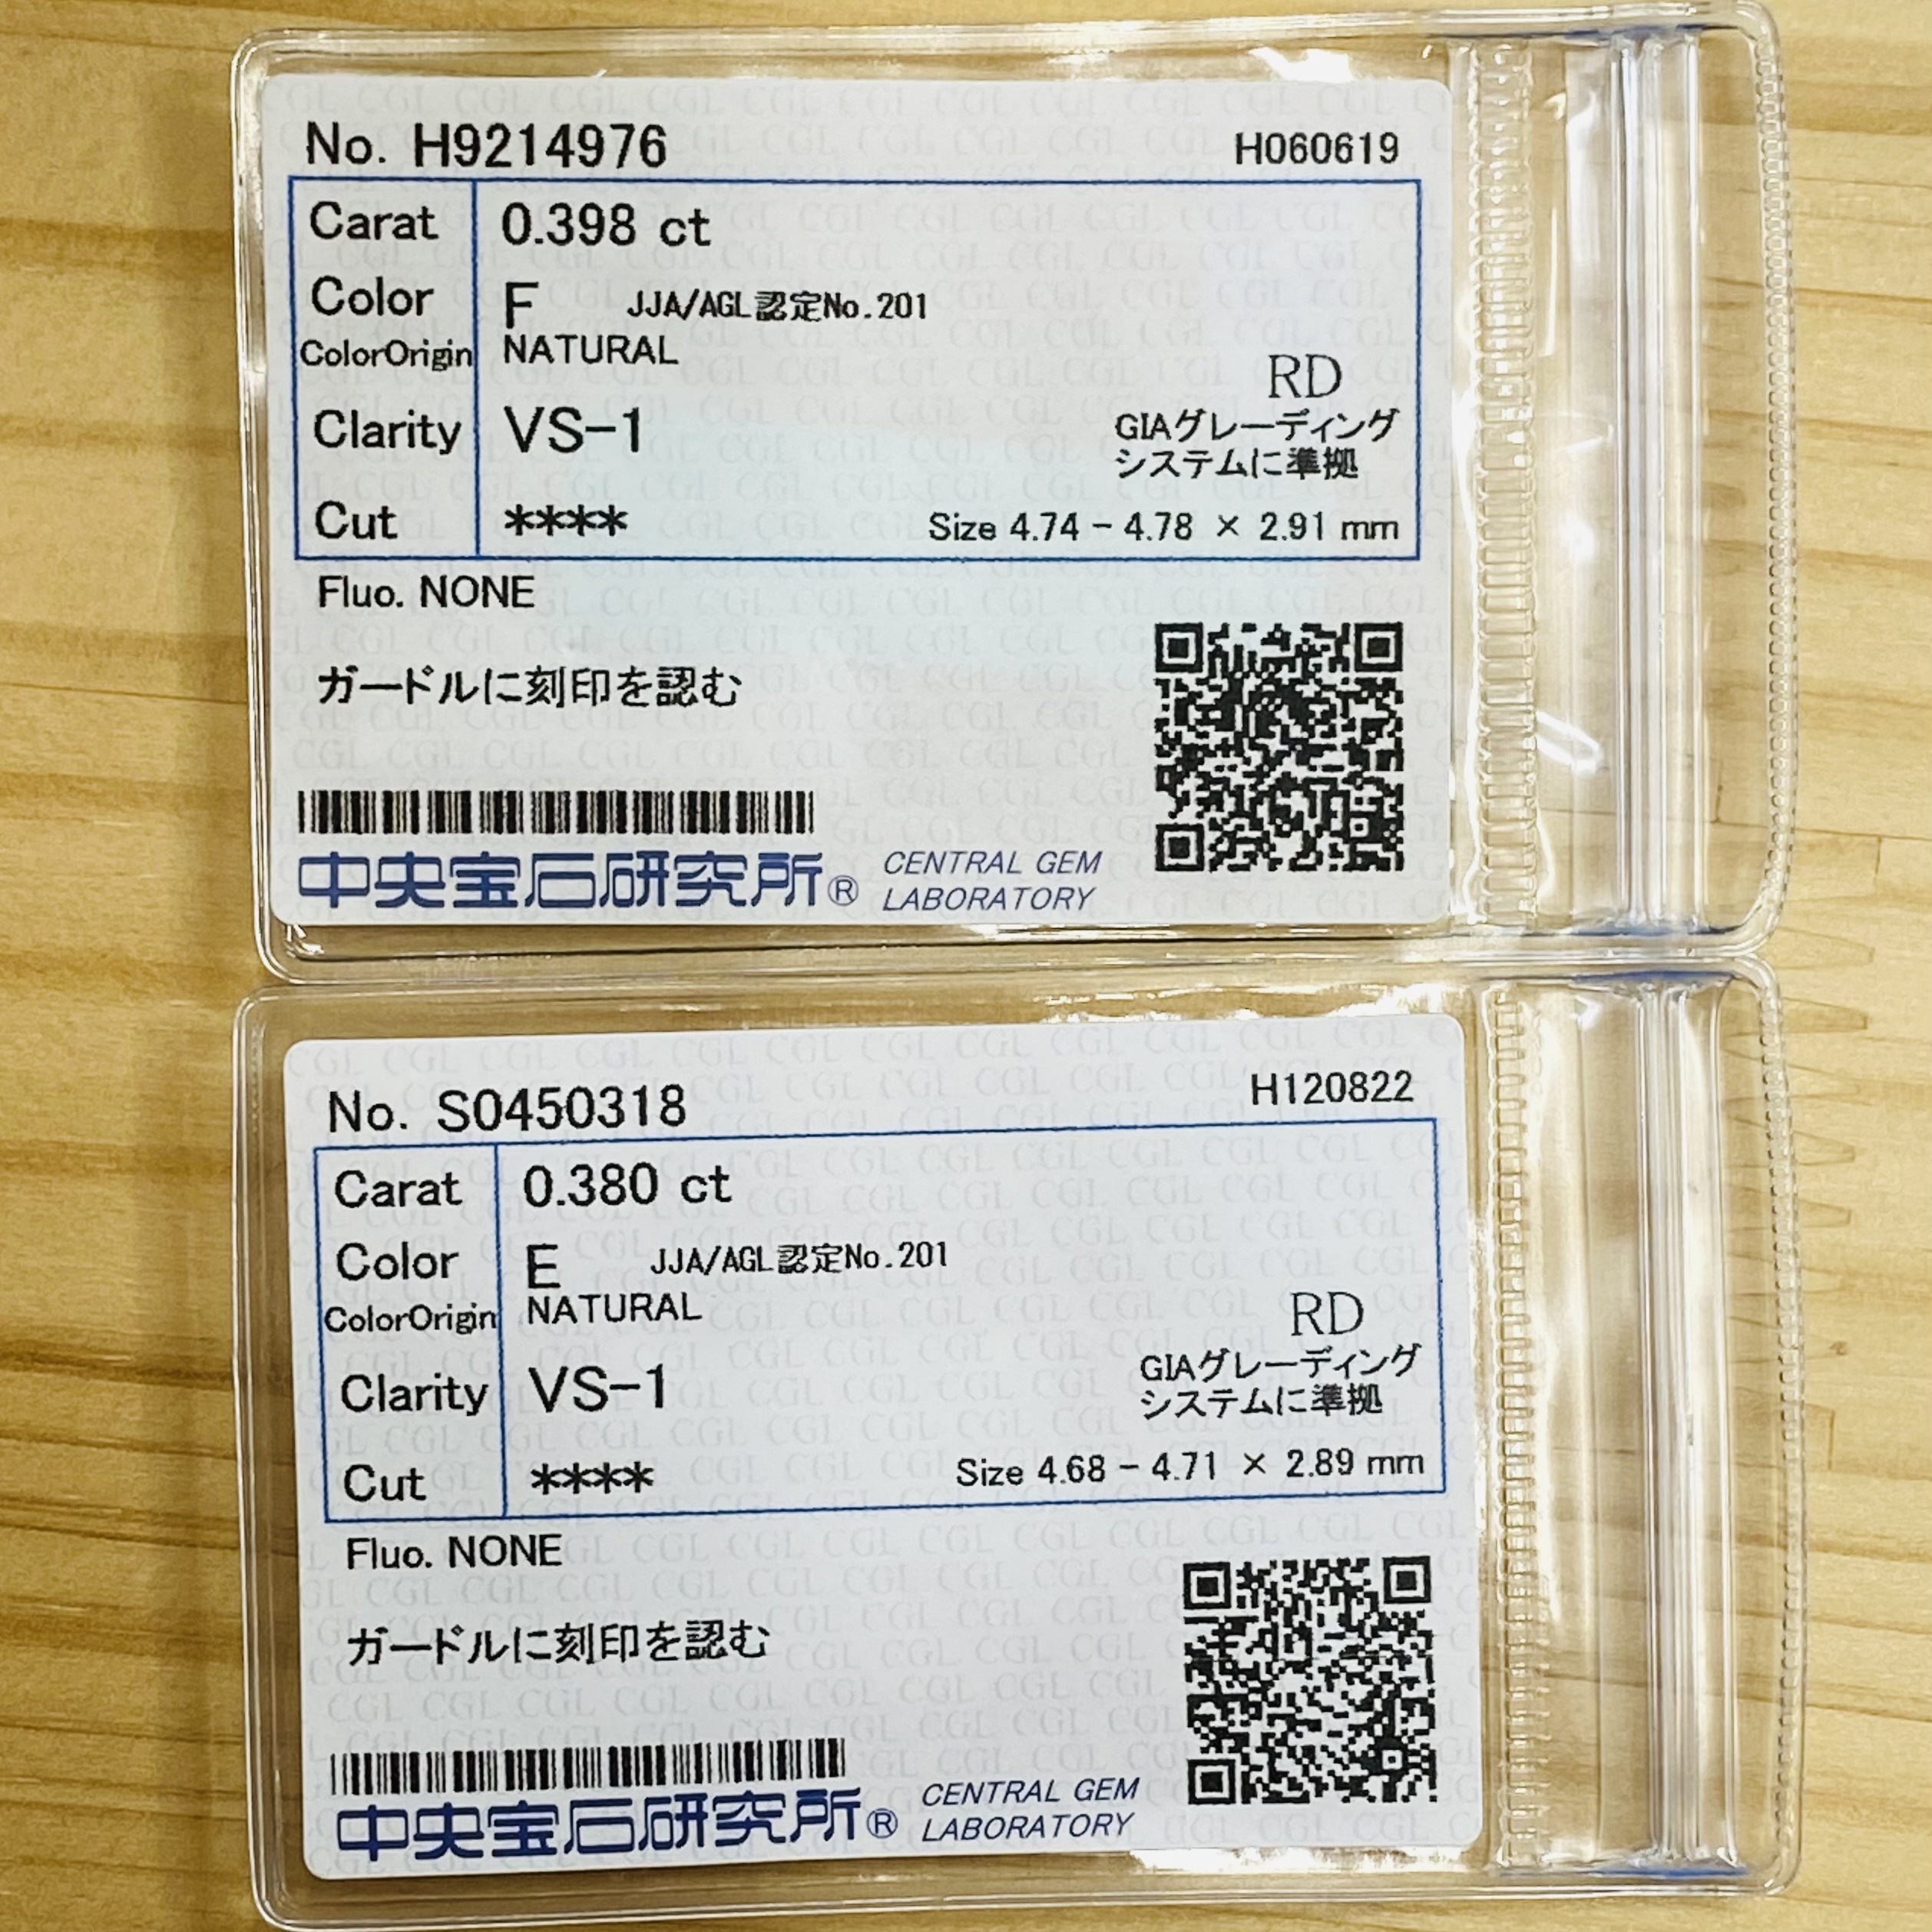 No. H9214976 H060619
Carat 0.398 ct
Color F JJA/AGL認定No.201
ColorOrigin NATURAL
RD
Clarity VS-1 GIAグレーディング
システムに準拠
Cut **** Size 4.74 - 4.78 × 2.91 mm
Fluo. NONE
ガードルに刻印を認む
中央宝石研究所® CENTRAL GEM
LABORATORY
No. S0450318 H120822
Carat 0.380 ct
Color E JJA/AGL認定No.201
ColorOrigin NATURAL
RD
Clarity VS-1 GIAグレーディング
システムに準拠
Cut **** Size 4.68 - 4.71 × 2.89 mm
Fluo. NONE
ガードルに刻印を認む
中央宝石研究所® CENTRAL GEM
LABORATORY